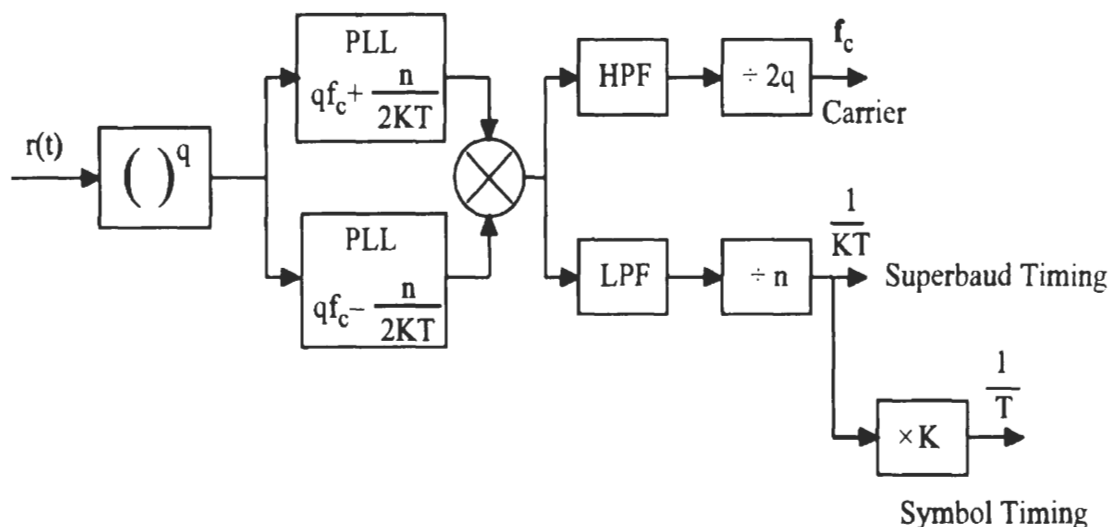 r(t)
( )^q
PLL
qf_c + n/2KT
PLL
qf_c − n/2KT
HPF
÷ 2q
f_c
Carrier
LPF
÷ n
1/KT
Superbaud Timing
× K
1/T
Symbol Timing